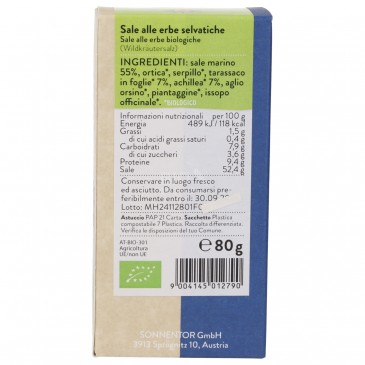 Sale alle erbe selvatiche
Sale alle erbe biologiche
(Wildkräutersalz)
INGREDIENTI: sale marino
55%, ortica*, serpillo*, tarassaco
in foglie* 7%, achillea* 7%, aglio
orsino*, piantaggine*, issopo
officinale*. *BIOLOGICO
Informazioni nutrizionali per 100 g
Energia 489 kJ / 118 kcal
Grassi 1,5 g
di cui acidi grassi saturi 0,4 g
Carboidrati 7,9 g
di cui zuccheri 3,6 g
Proteine 9,4 g
Sale 52,4 g
Conservare in luogo fresco
ed asciutto. Da consumarsi prefe-
ribilmente entro il: 30.09.
Lotto: MH24112801FC
Astuccio PAP 21 Carta. Sacchetto Plastica
compostabile 7 Plastica. Raccolta differenziata.
Verifica le disposizioni del tuo Comune.
AT-BIO-301
Agricoltura
UE/non UE
℮ 80 g
9 004145 012790
SONNENTOR GmbH
3913 Sprögnitz 10, Austria